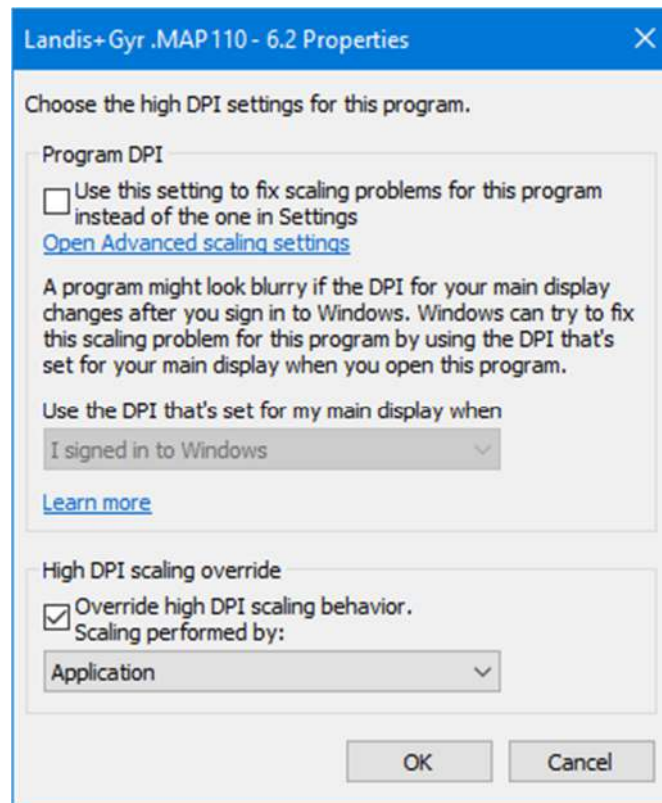 Landis+Gyr .MAP110 - 6.2 Properties
Choose the high DPI settings for this program.
Program DPI
Use this setting to fix scaling problems for this program
instead of the one in Settings
Open Advanced scaling settings
A program might look blurry if the DPI for your main display
changes after you sign in to Windows. Windows can try to fix
this scaling problem for this program by using the DPI that's
set for your main display when you open this program.
Use the DPI that's set for my main display when
I signed in to Windows
Learn more
High DPI scaling override
Override high DPI scaling behavior.
Scaling performed by:
Application
OK Cancel